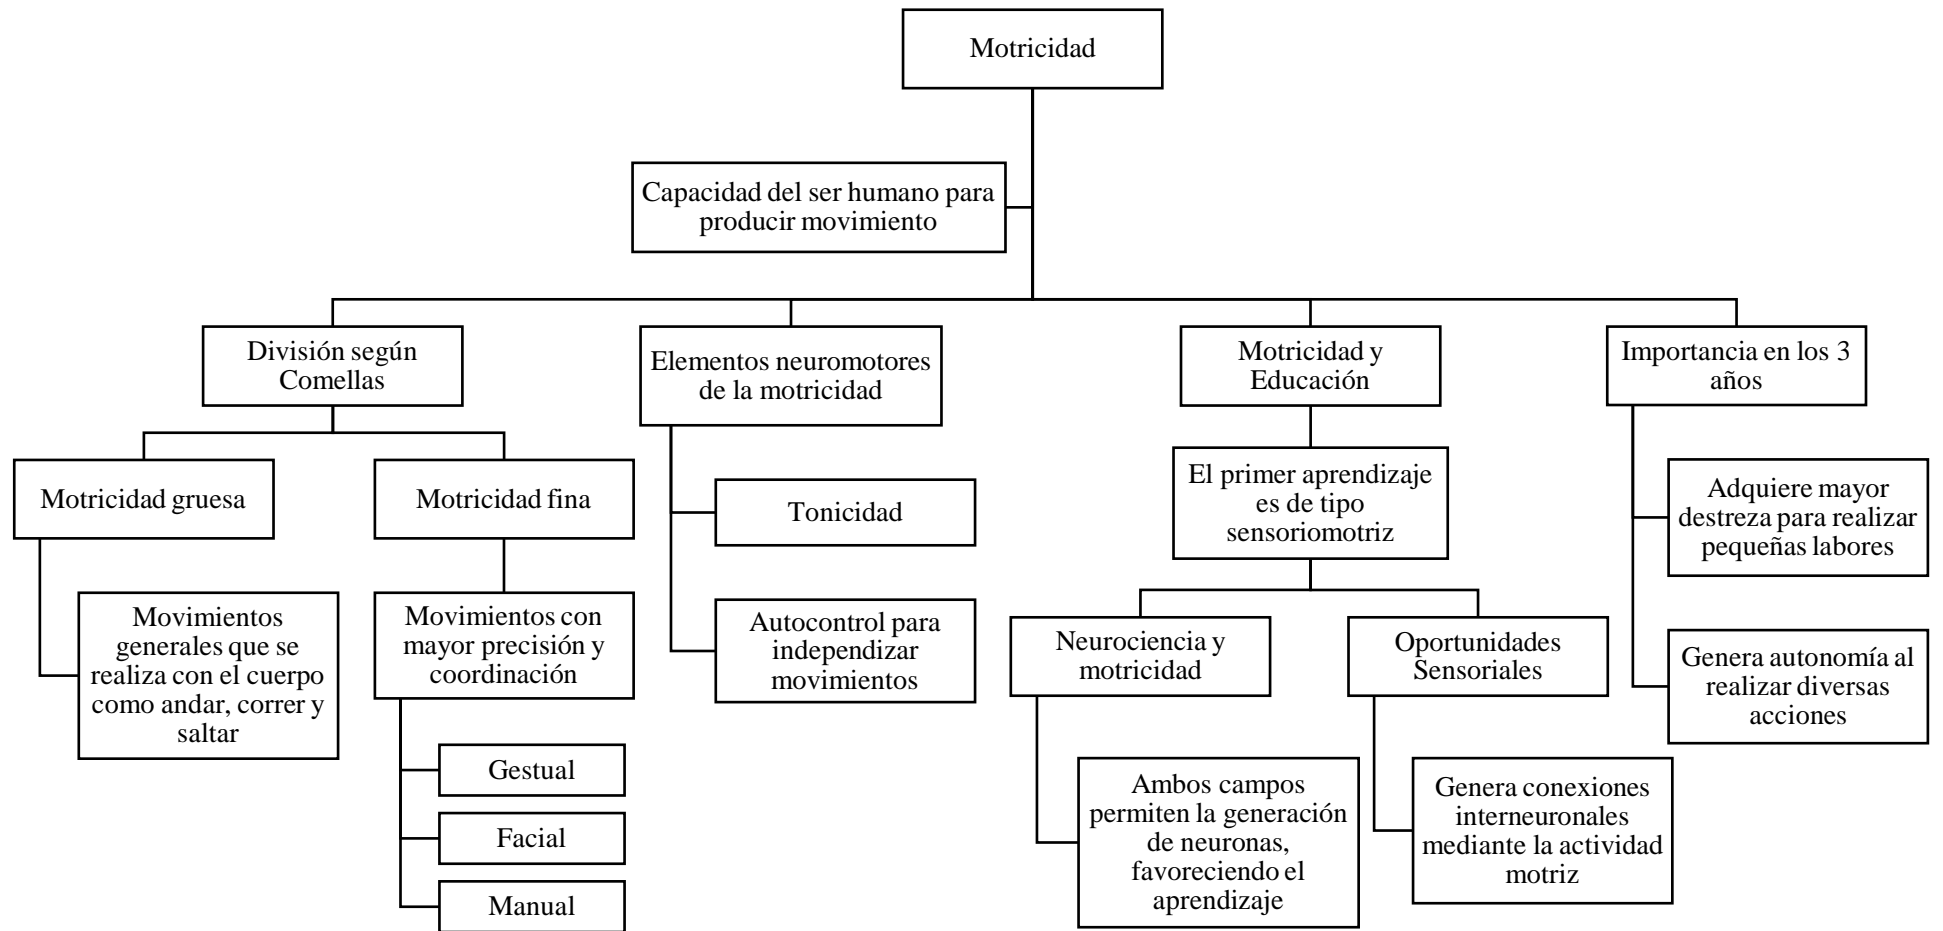 Motricidad
Capacidad del ser humano para
producir movimiento
División según
Comellas
Elementos neuromotores
de la motricidad
Motricidad y
Educación
Importancia en los 3
años
Motricidad gruesa
Motricidad fina
Movimientos
generales que se
realiza con el cuerpo
como andar, correr y
saltar
Movimientos con
mayor precisión y
coordinación
Gestual
Facial
Manual
Tonicidad
Autocontrol para
independizar
movimientos
El primer aprendizaje
es de tipo
sensoriomotriz
Neurociencia y
motricidad
Oportunidades
Sensoriales
Ambos campos
permiten la generación
de neuronas,
favoreciendo el
aprendizaje
Genera conexiones
interneuronales
mediante la actividad
motriz
Adquiere mayor
destreza para realizar
pequeñas labores
Genera autonomía al
realizar diversas
acciones